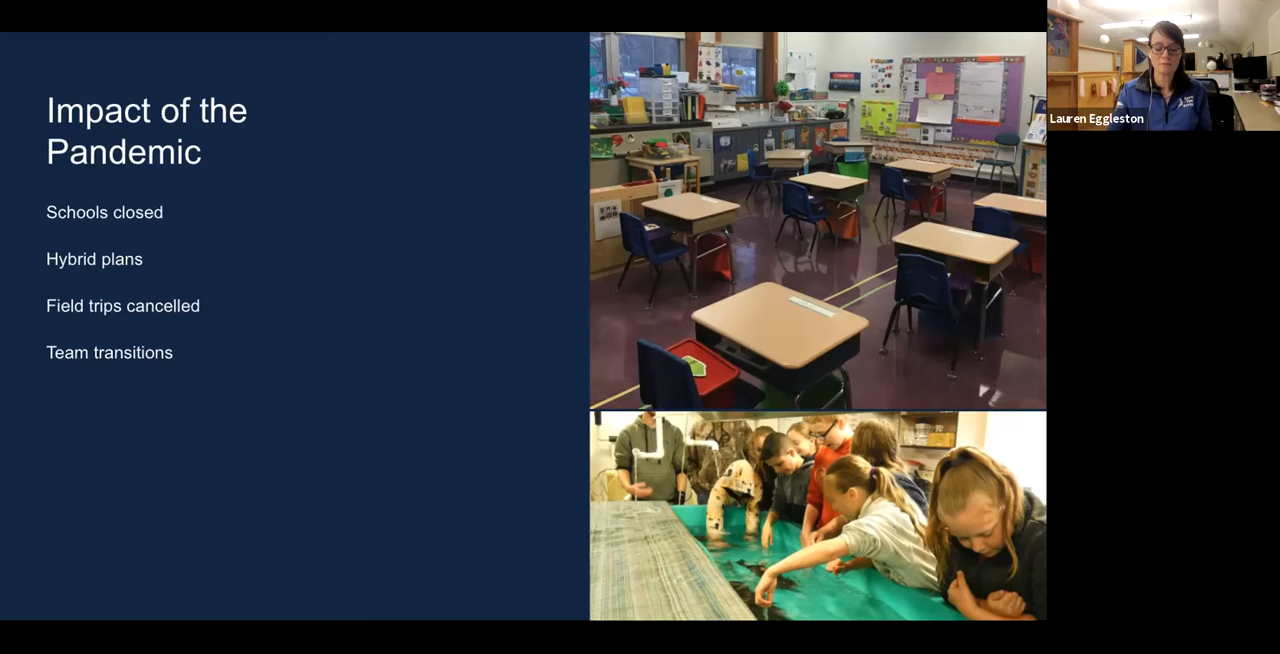 Impact of the
Pandemic
Schools closed
Hybrid plans
Field trips cancelled
Team transitions
Lauren Eggleston